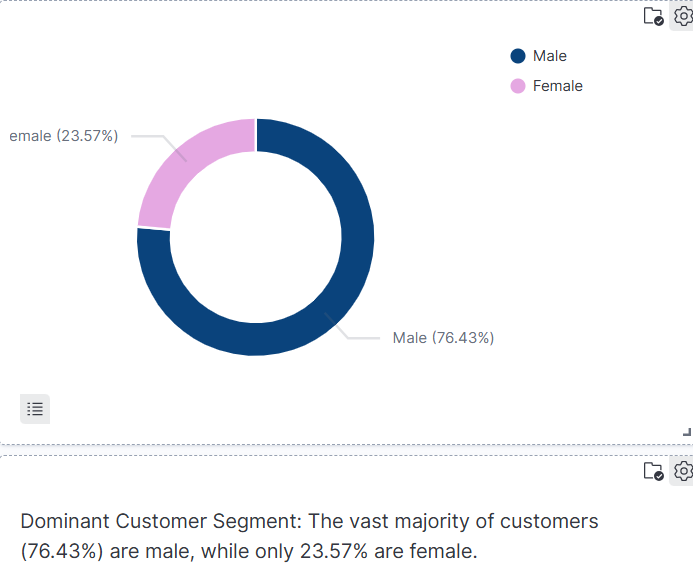 Male
Female
emale (23.57%)
Male (76.43%)
Dominant Customer Segment: The vast majority of customers
(76.43%) are male, while only 23.57% are female.